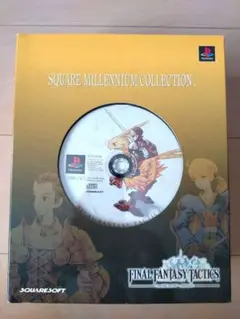 SQUARE MILLENNIUM COLLECTION
SQUARESOFT
FINAL FANTASY TACTICS